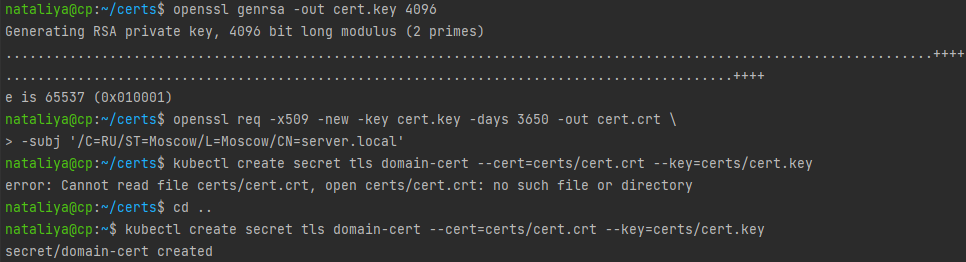 nataliya@cp:~/certs$ openssl genrsa -out cert.key 4096
Generating RSA private key, 4096 bit long modulus (2 primes)
....................................................................................................................++++
...........................................................................................++++
e is 65537 (0x010001)
nataliya@cp:~/certs$ openssl req -x509 -new -key cert.key -days 3650 -out cert.crt \
> -subj '/C=RU/ST=Moscow/L=Moscow/CN=server.local'
nataliya@cp:~/certs$ kubectl create secret tls domain-cert --cert=certs/cert.crt --key=certs/cert.key
error: Cannot read file certs/cert.crt, open certs/cert.crt: no such file or directory
nataliya@cp:~/certs$ cd ..
nataliya@cp:~$ kubectl create secret tls domain-cert --cert=certs/cert.crt --key=certs/cert.key
secret/domain-cert created